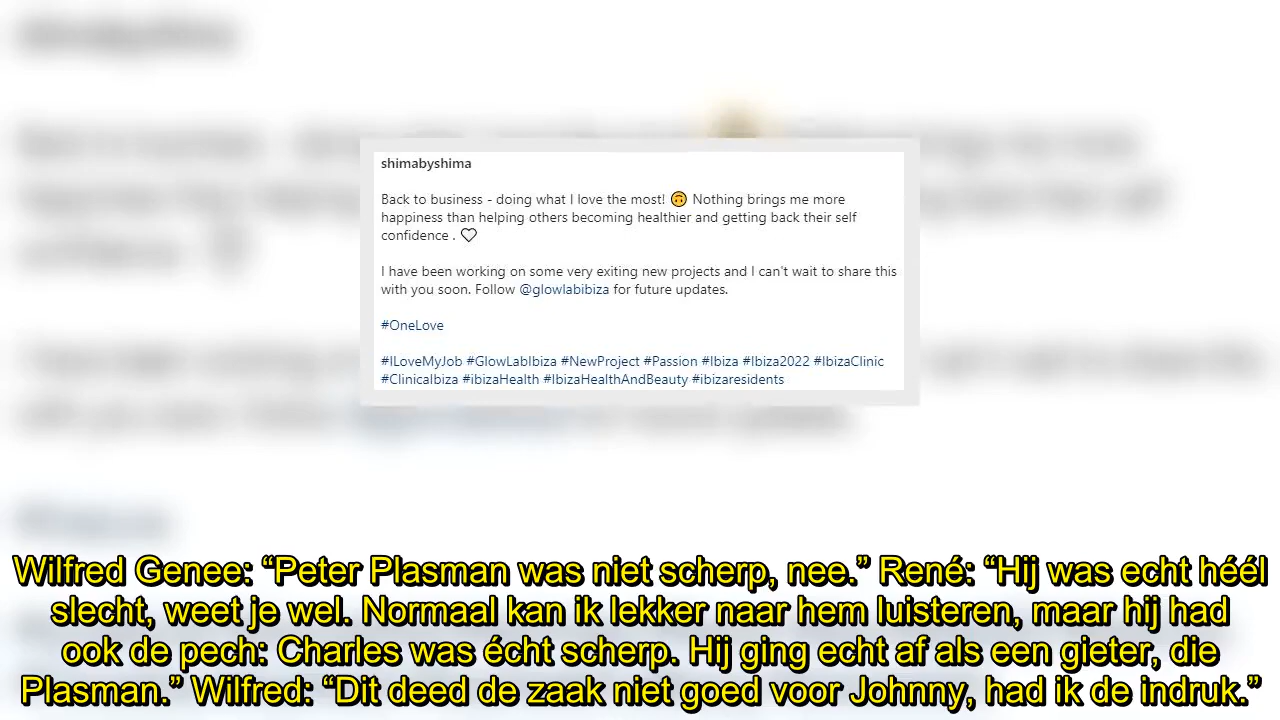 shimabyshima
Back to business - doing what I love the most! 🙃 Nothing brings me more
happiness than helping others becoming healthier and getting back their self
confidence . ♡
I have been working on some very exiting new projects and I can't wait to share this
with you soon. Follow @glowlabibiza for future updates.
#OneLove
#ILoveMyJob #GlowLabIbiza #NewProject #Passion #Ibiza #Ibiza2022 #IbizaClinic
#ClinicaIbiza #ibizaHealth #IbizaHealthAndBeauty #ibizaresidents
Wilfred Genee: “Peter Plasman was niet scherp, nee.” René: “Hij was echt héél
slecht, weet je wel. Normaal kan ik lekker naar hem luisteren, maar hij had
ook de pech: Charles was écht scherp. Hij ging echt af als een gieter, die
Plasman.” Wilfred: “Dit deed de zaak niet goed voor Johnny, had ik de indruk.”